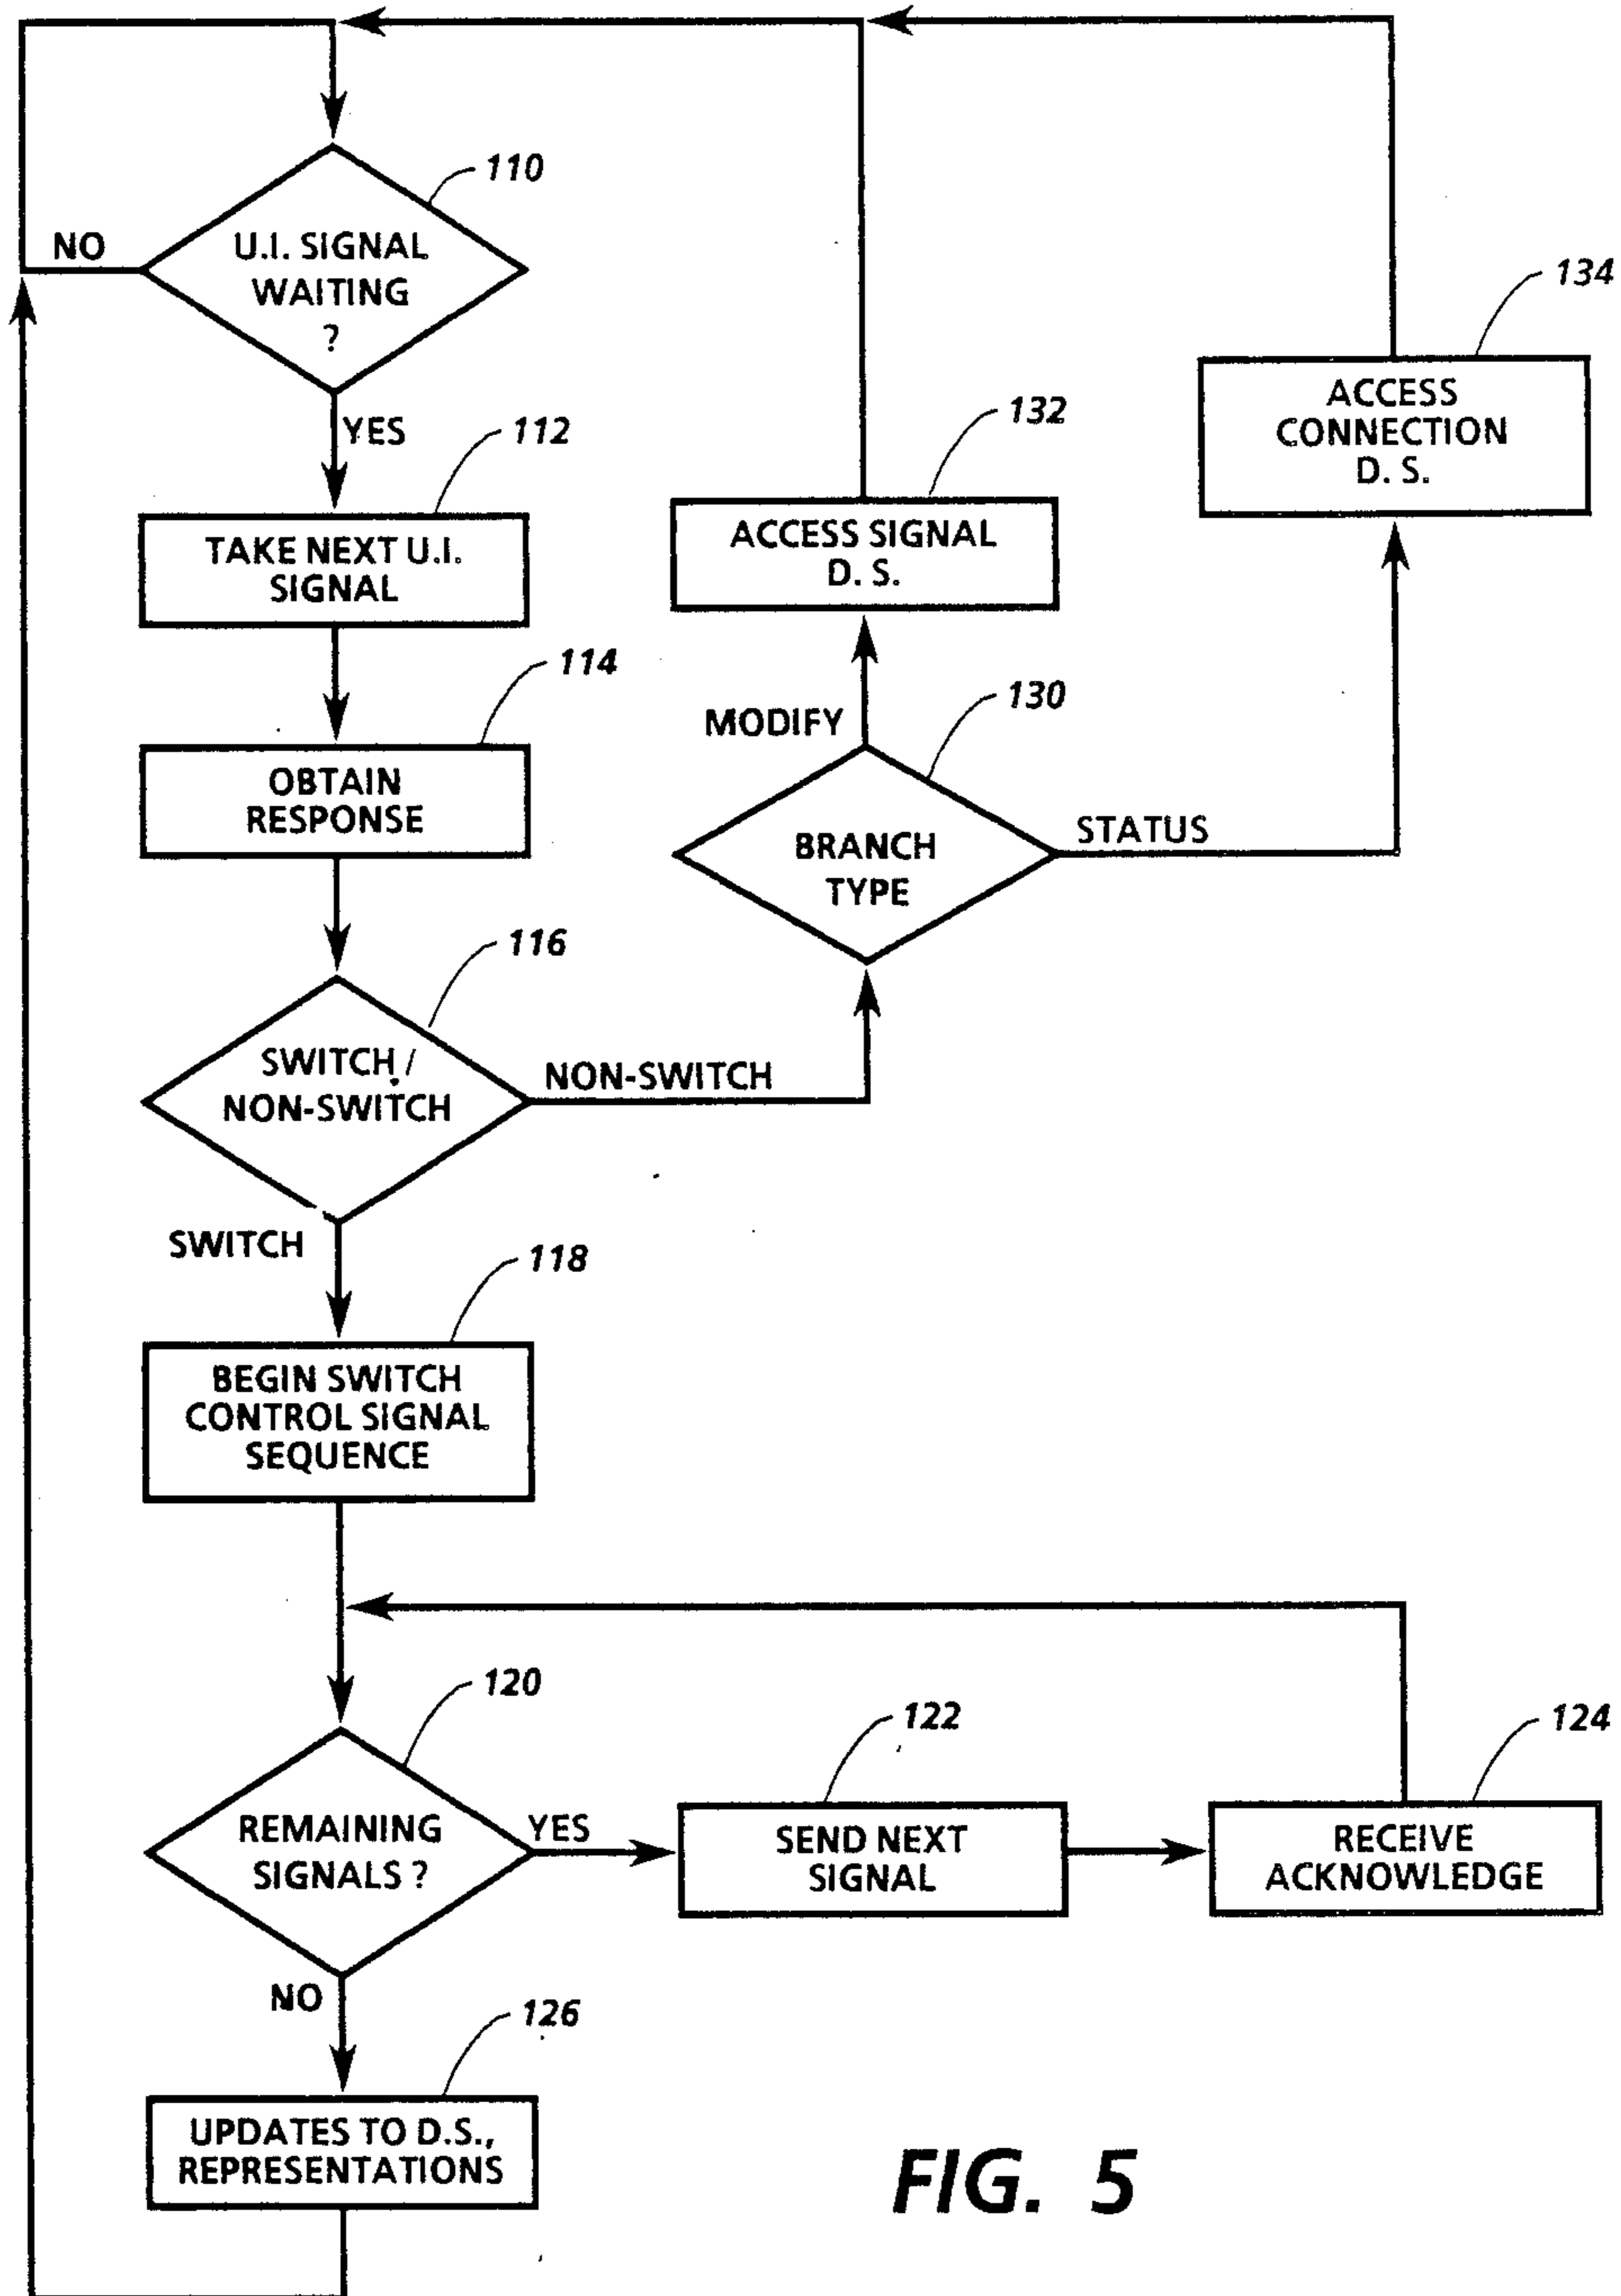 110
NO
U.I. SIGNAL
WAITING
?
134
YES
112
132
ACCESS
CONNECTION
D. S.
TAKE NEXT U.I.
SIGNAL
ACCESS SIGNAL
D. S.
114
130
MODIFY
OBTAIN
RESPONSE
BRANCH
TYPE
STATUS
116
SWITCH /
NON-SWITCH
NON-SWITCH
SWITCH
118
BEGIN SWITCH
CONTROL SIGNAL
SEQUENCE
120
122
124
REMAINING
SIGNALS ?
YES
SEND NEXT
SIGNAL
RECEIVE
ACKNOWLEDGE
NO
126
UPDATES TO D.S.,
REPRESENTATIONS
FIG. 5